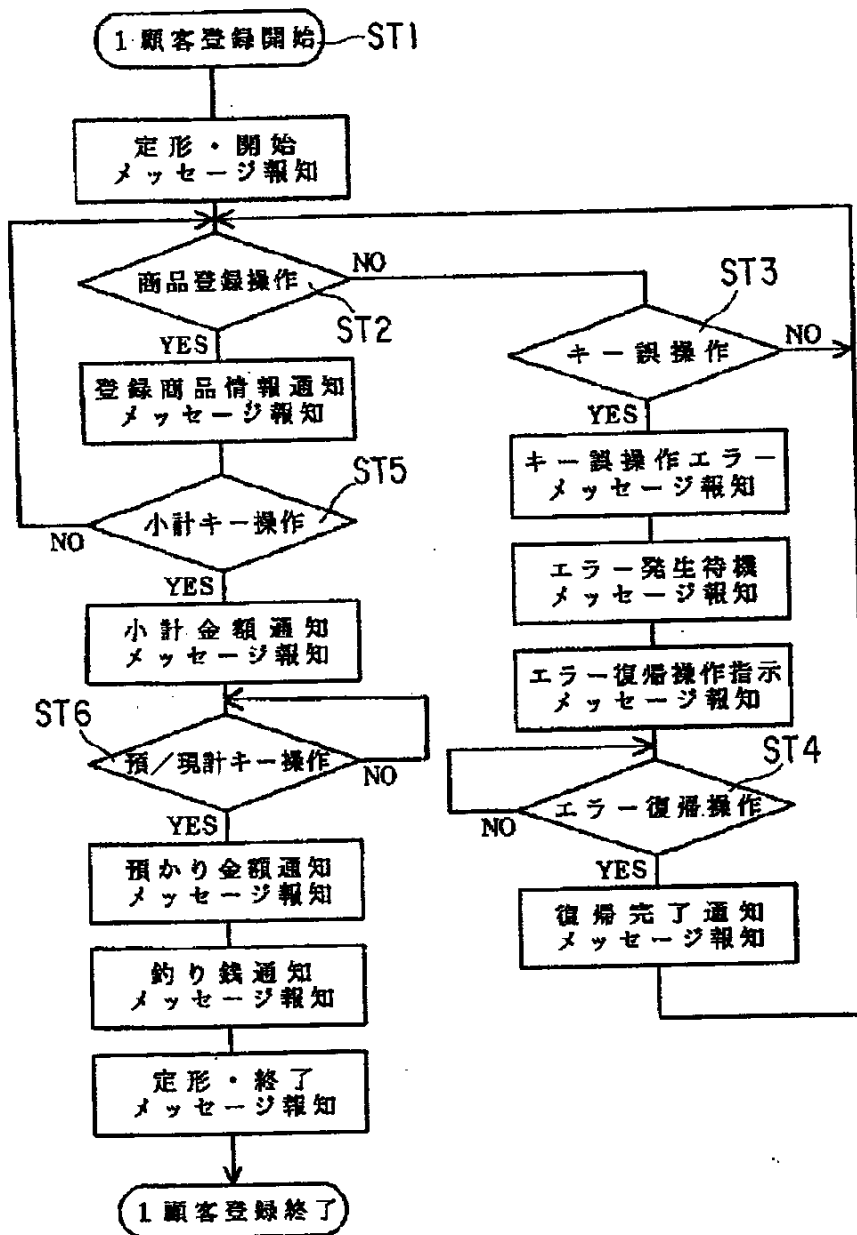 1 顧客登録開始
ST1
定形・開始
メッセージ報知
商品登録操作
NO
ST2
YES
登録商品情報通知
メッセージ報知
ST5
小計キー操作
NO
YES
小計金額通知
メッセージ報知
ST6
預/現計キー操作
NO
YES
預かり金額通知
メッセージ報知
釣り銭通知
メッセージ報知
定形・終了
メッセージ報知
1 顧客登録終了
ST3
キー誤操作
NO
YES
キー誤操作エラー
メッセージ報知
エラー発生待機
メッセージ報知
エラー復帰操作指示
メッセージ報知
ST4
エラー復帰操作
NO
YES
復帰完了通知
メッセージ報知